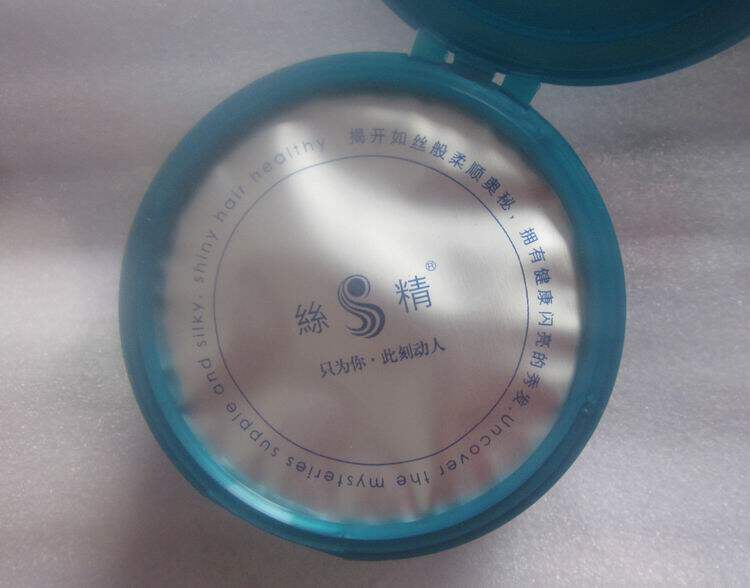 揭开如丝般柔顺奥秘，拥有健康闪亮的秀发.
Uncover the mysteries supple and silky, shiny hair healthy
絲精®
只为你·此刻动人